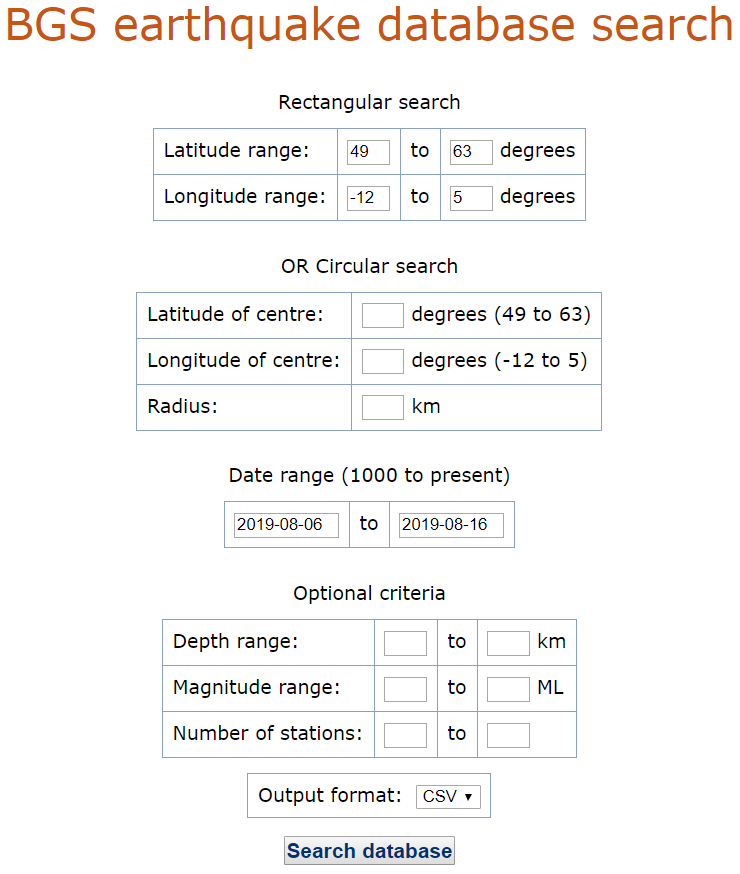 BGS earthquake database search
Rectangular search
Latitude range: 49 to 63 degrees
Longitude range: -12 to 5 degrees
OR Circular search
Latitude of centre: degrees (49 to 63)
Longitude of centre: degrees (-12 to 5)
Radius: km
Date range (1000 to present)
2019-08-06 to 2019-08-16
Optional criteria
Depth range: to km
Magnitude range: to ML
Number of stations: to
Output format: CSV
Search database